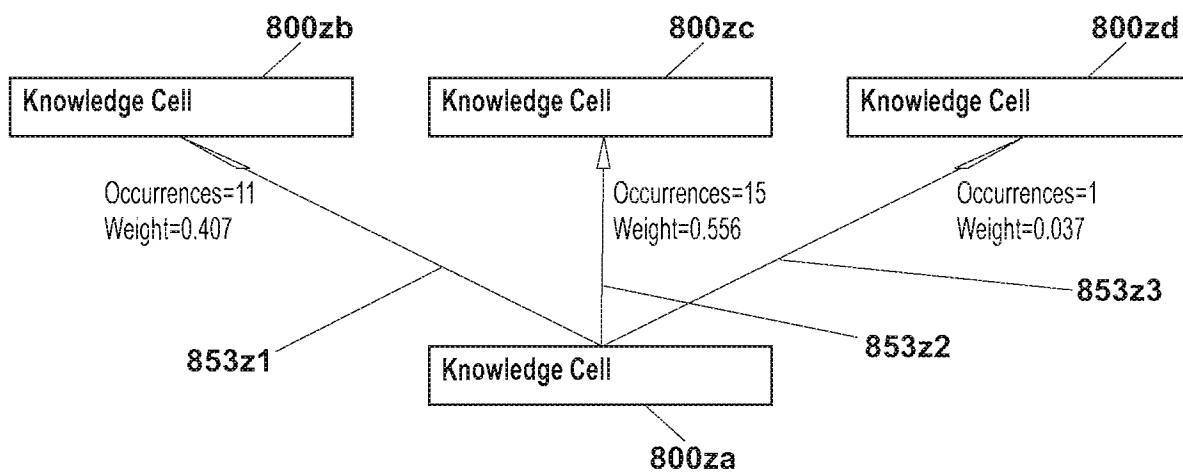 800zb
800zc
800zd
Knowledge Cell
Knowledge Cell
Knowledge Cell
Occurrences=11
Weight=0.407
Occurrences=15
Weight=0.556
Occurrences=1
Weight=0.037
853z3
853z2
853z1
Knowledge Cell
800za